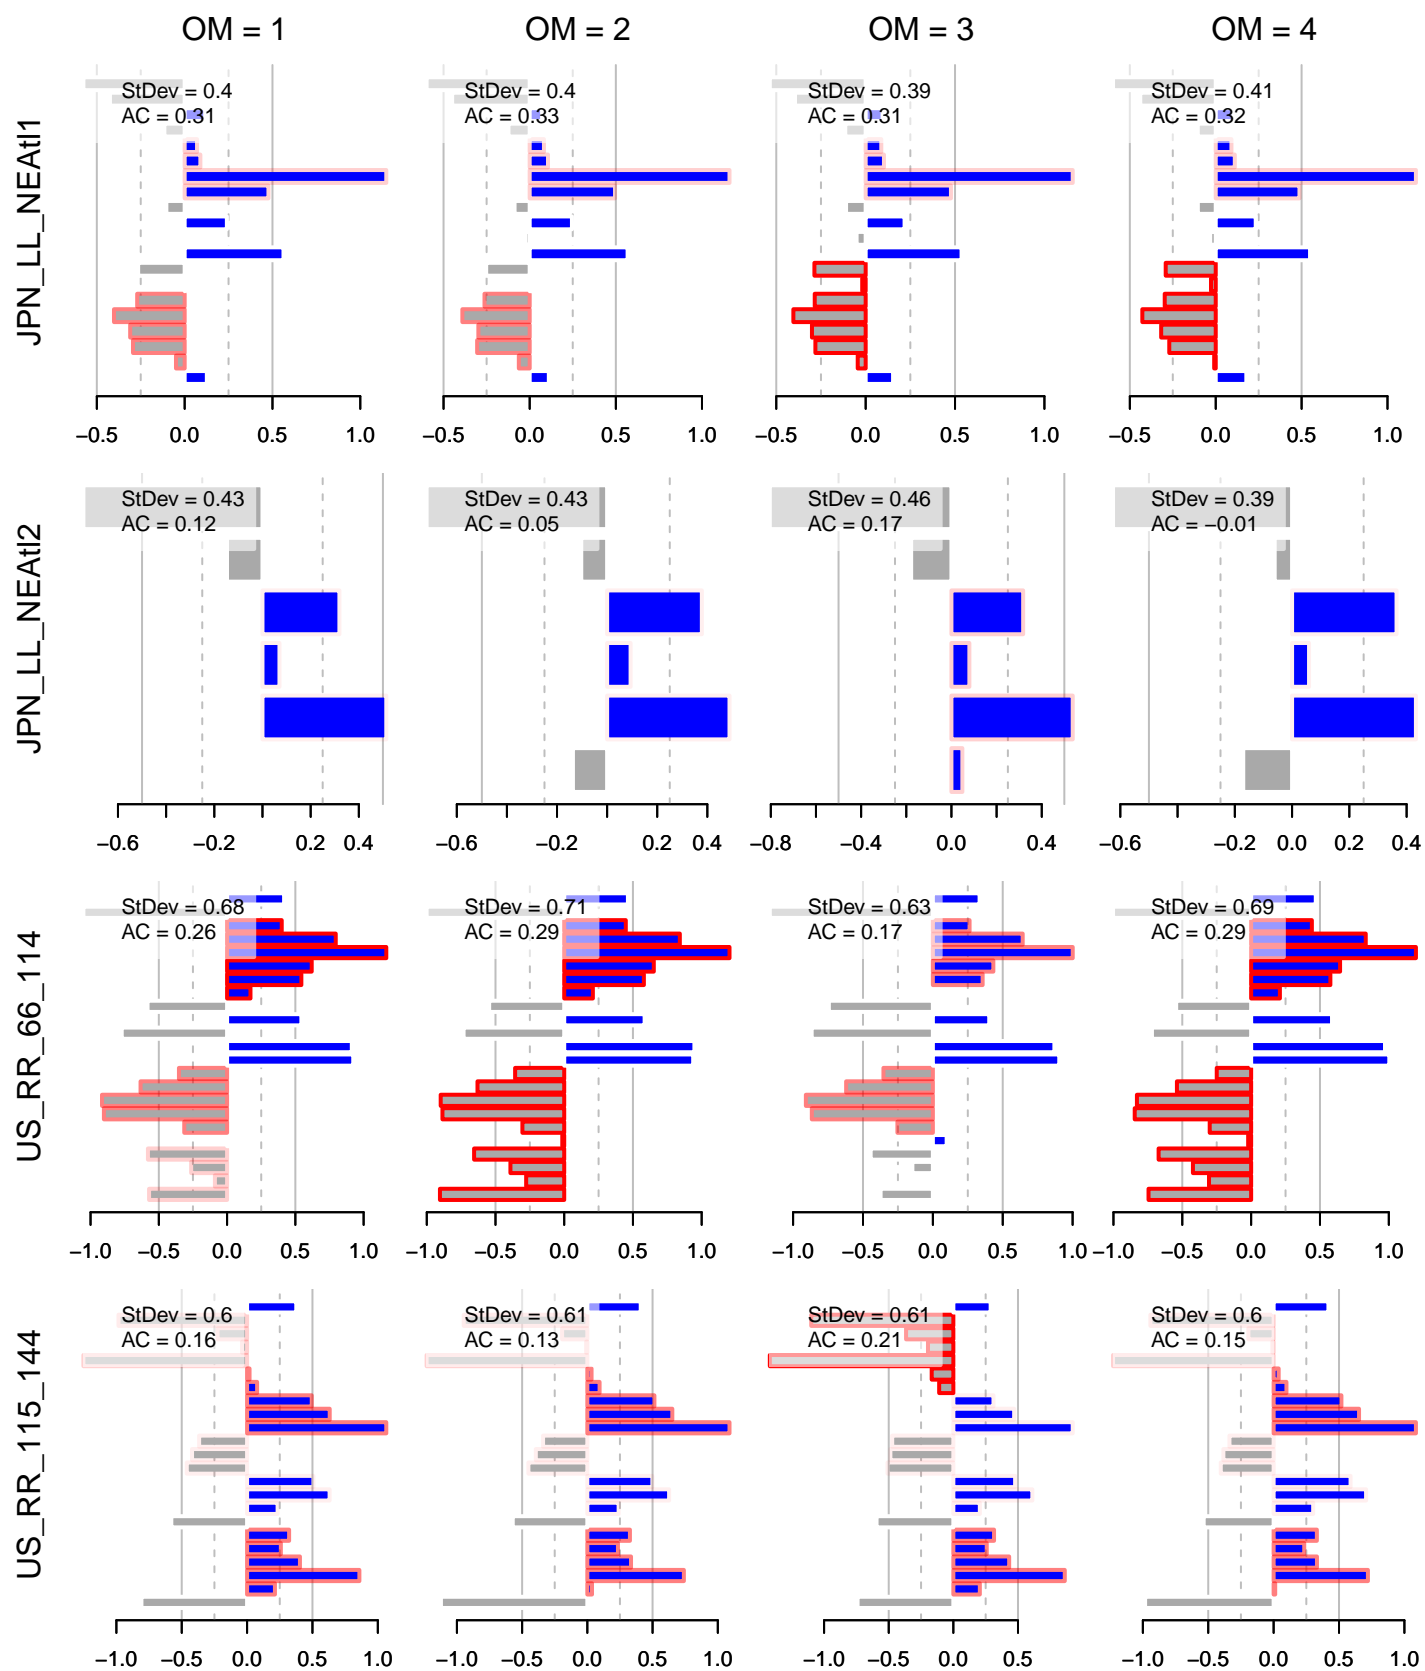 OM = 1 OM = 2 OM = 3 OM = 4
JPN_LL_NEAtl1
StDev = 0.4 StDev = 0.4 StDev = 0.39 StDev = 0.41
AC = 0.31 AC = 0.33 AC = 0.31 AC = 0.32
−0.5 0.0 0.5 1.0 −0.5 0.0 0.5 1.0 −0.5 0.0 0.5 1.0 −0.5 0.0 0.5 1.0
JPN_LL_NEAtl2
StDev = 0.43 StDev = 0.43 StDev = 0.46 StDev = 0.39
AC = 0.12 AC = 0.05 AC = 0.17 AC = −0.01
−0.6 −0.2 0.2 0.4 −0.6 −0.2 0.2 0.4 −0.8 −0.4 0.0 0.4 −0.6 −0.2 0.0 0.2 0.4
US_RR_66_114
StDev = 0.68 StDev = 0.71 StDev = 0.63 StDev = 0.69
AC = 0.26 AC = 0.29 AC = 0.17 AC = 0.29
−1.0 −0.5 0.0 0.5 1.0 −1.0 −0.5 0.0 0.5 1.0 −1.0 −0.5 0.0 0.5 1.0 −1.0 −0.5 0.0 0.5 1.0
US_RR_115_144
StDev = 0.6 StDev = 0.61 StDev = 0.61 StDev = 0.6
AC = 0.16 AC = 0.13 AC = 0.21 AC = 0.15
−1.0 −0.5 0.0 0.5 1.0 −1.0 −0.5 0.0 0.5 1.0 −1.0 −0.5 0.0 0.5 −1.0 −0.5 0.0 0.5 1.0